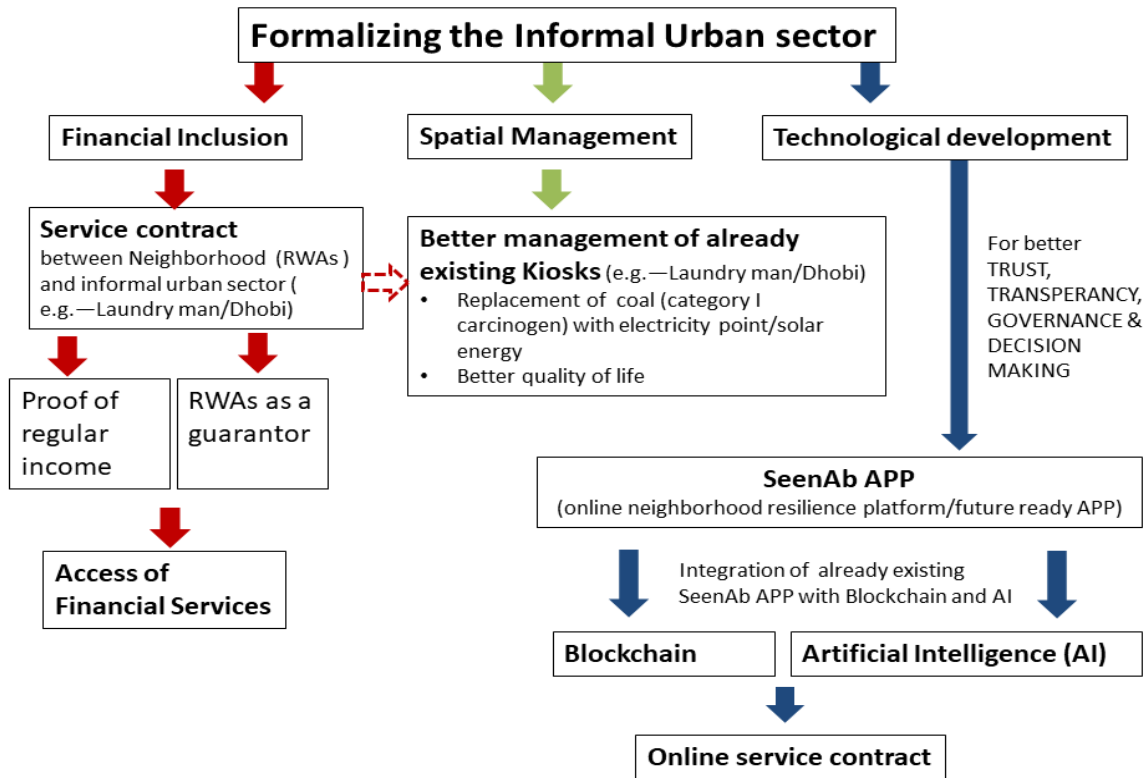 Formalizing the Informal Urban sector
Financial Inclusion
Spatial Management
Technological development
Service contract
between Neighborhood (RWAs )
and informal urban sector (
e.g.—Laundry man/Dhobi)
Better management of already
existing Kiosks (e.g.—Laundry man/Dhobi)
• Replacement of coal (category I
carcinogen) with electricity point/solar
energy
• Better quality of life
For better
TRUST,
TRANSPERANCY,
GOVERNANCE &
DECISION
MAKING
Proof of
regular
income
RWAs as a
guarantor
Access of
Financial Services
SeenAb APP
(online neighborhood resilience platform/future ready APP)
Integration of already existing
SeenAb APP with Blockchain and AI
Blockchain
Artificial Intelligence (AI)
Online service contract